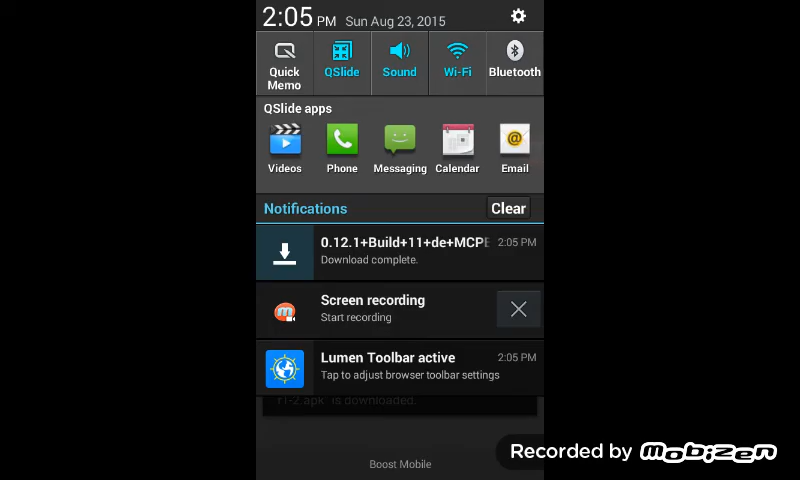 2:05 PM Sun Aug 23, 2015
Quick
Memo
QSlide
Sound
Wi-Fi
Bluetooth
QSlide apps
Videos
Phone
Messaging
Calendar
Email
Notifications
Clear
0.12.1+Build+11+de+MCPE
2:05 PM
Download complete.
Screen recording
Start recording
Lumen Toolbar active
2:05 PM
Tap to adjust browser toolbar settings
r1-2.apk" is downloaded.
Boost Mobile
Recorded by mobizen